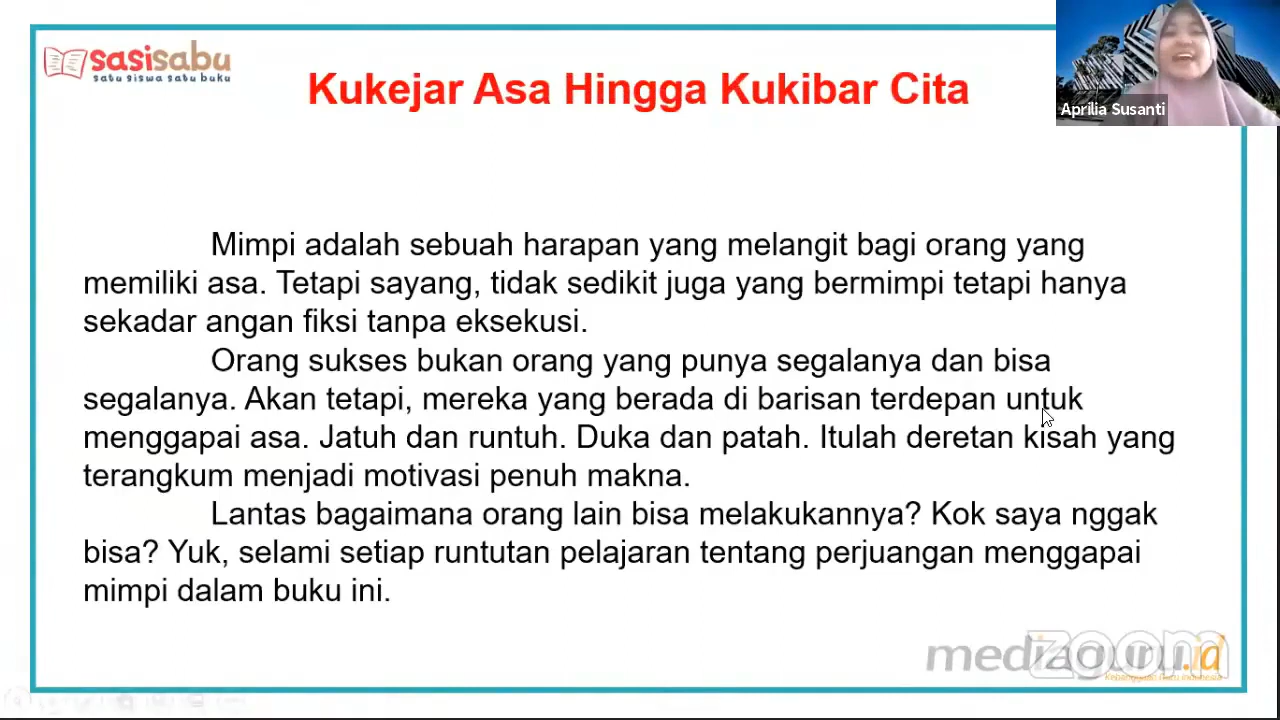 sasisabu
satu siswa satu buku
Kukejar Asa Hingga Kukibar Cita
Aprilia Susanti
Mimpi adalah sebuah harapan yang melangit bagi orang yang
memiliki asa. Tetapi sayang, tidak sedikit juga yang bermimpi tetapi hanya
sekadar angan fiksi tanpa eksekusi.
Orang sukses bukan orang yang punya segalanya dan bisa
segalanya. Akan tetapi, mereka yang berada di barisan terdepan untuk
menggapai asa. Jatuh dan runtuh. Duka dan patah. Itulah deretan kisah yang
terangkum menjadi motivasi penuh makna.
Lantas bagaimana orang lain bisa melakukannya? Kok saya nggak
bisa? Yuk, selami setiap runtutan pelajaran tentang perjuangan menggapai
mimpi dalam buku ini.
mediaguru.id
zoom
Kebanggaan Guru Indonesia